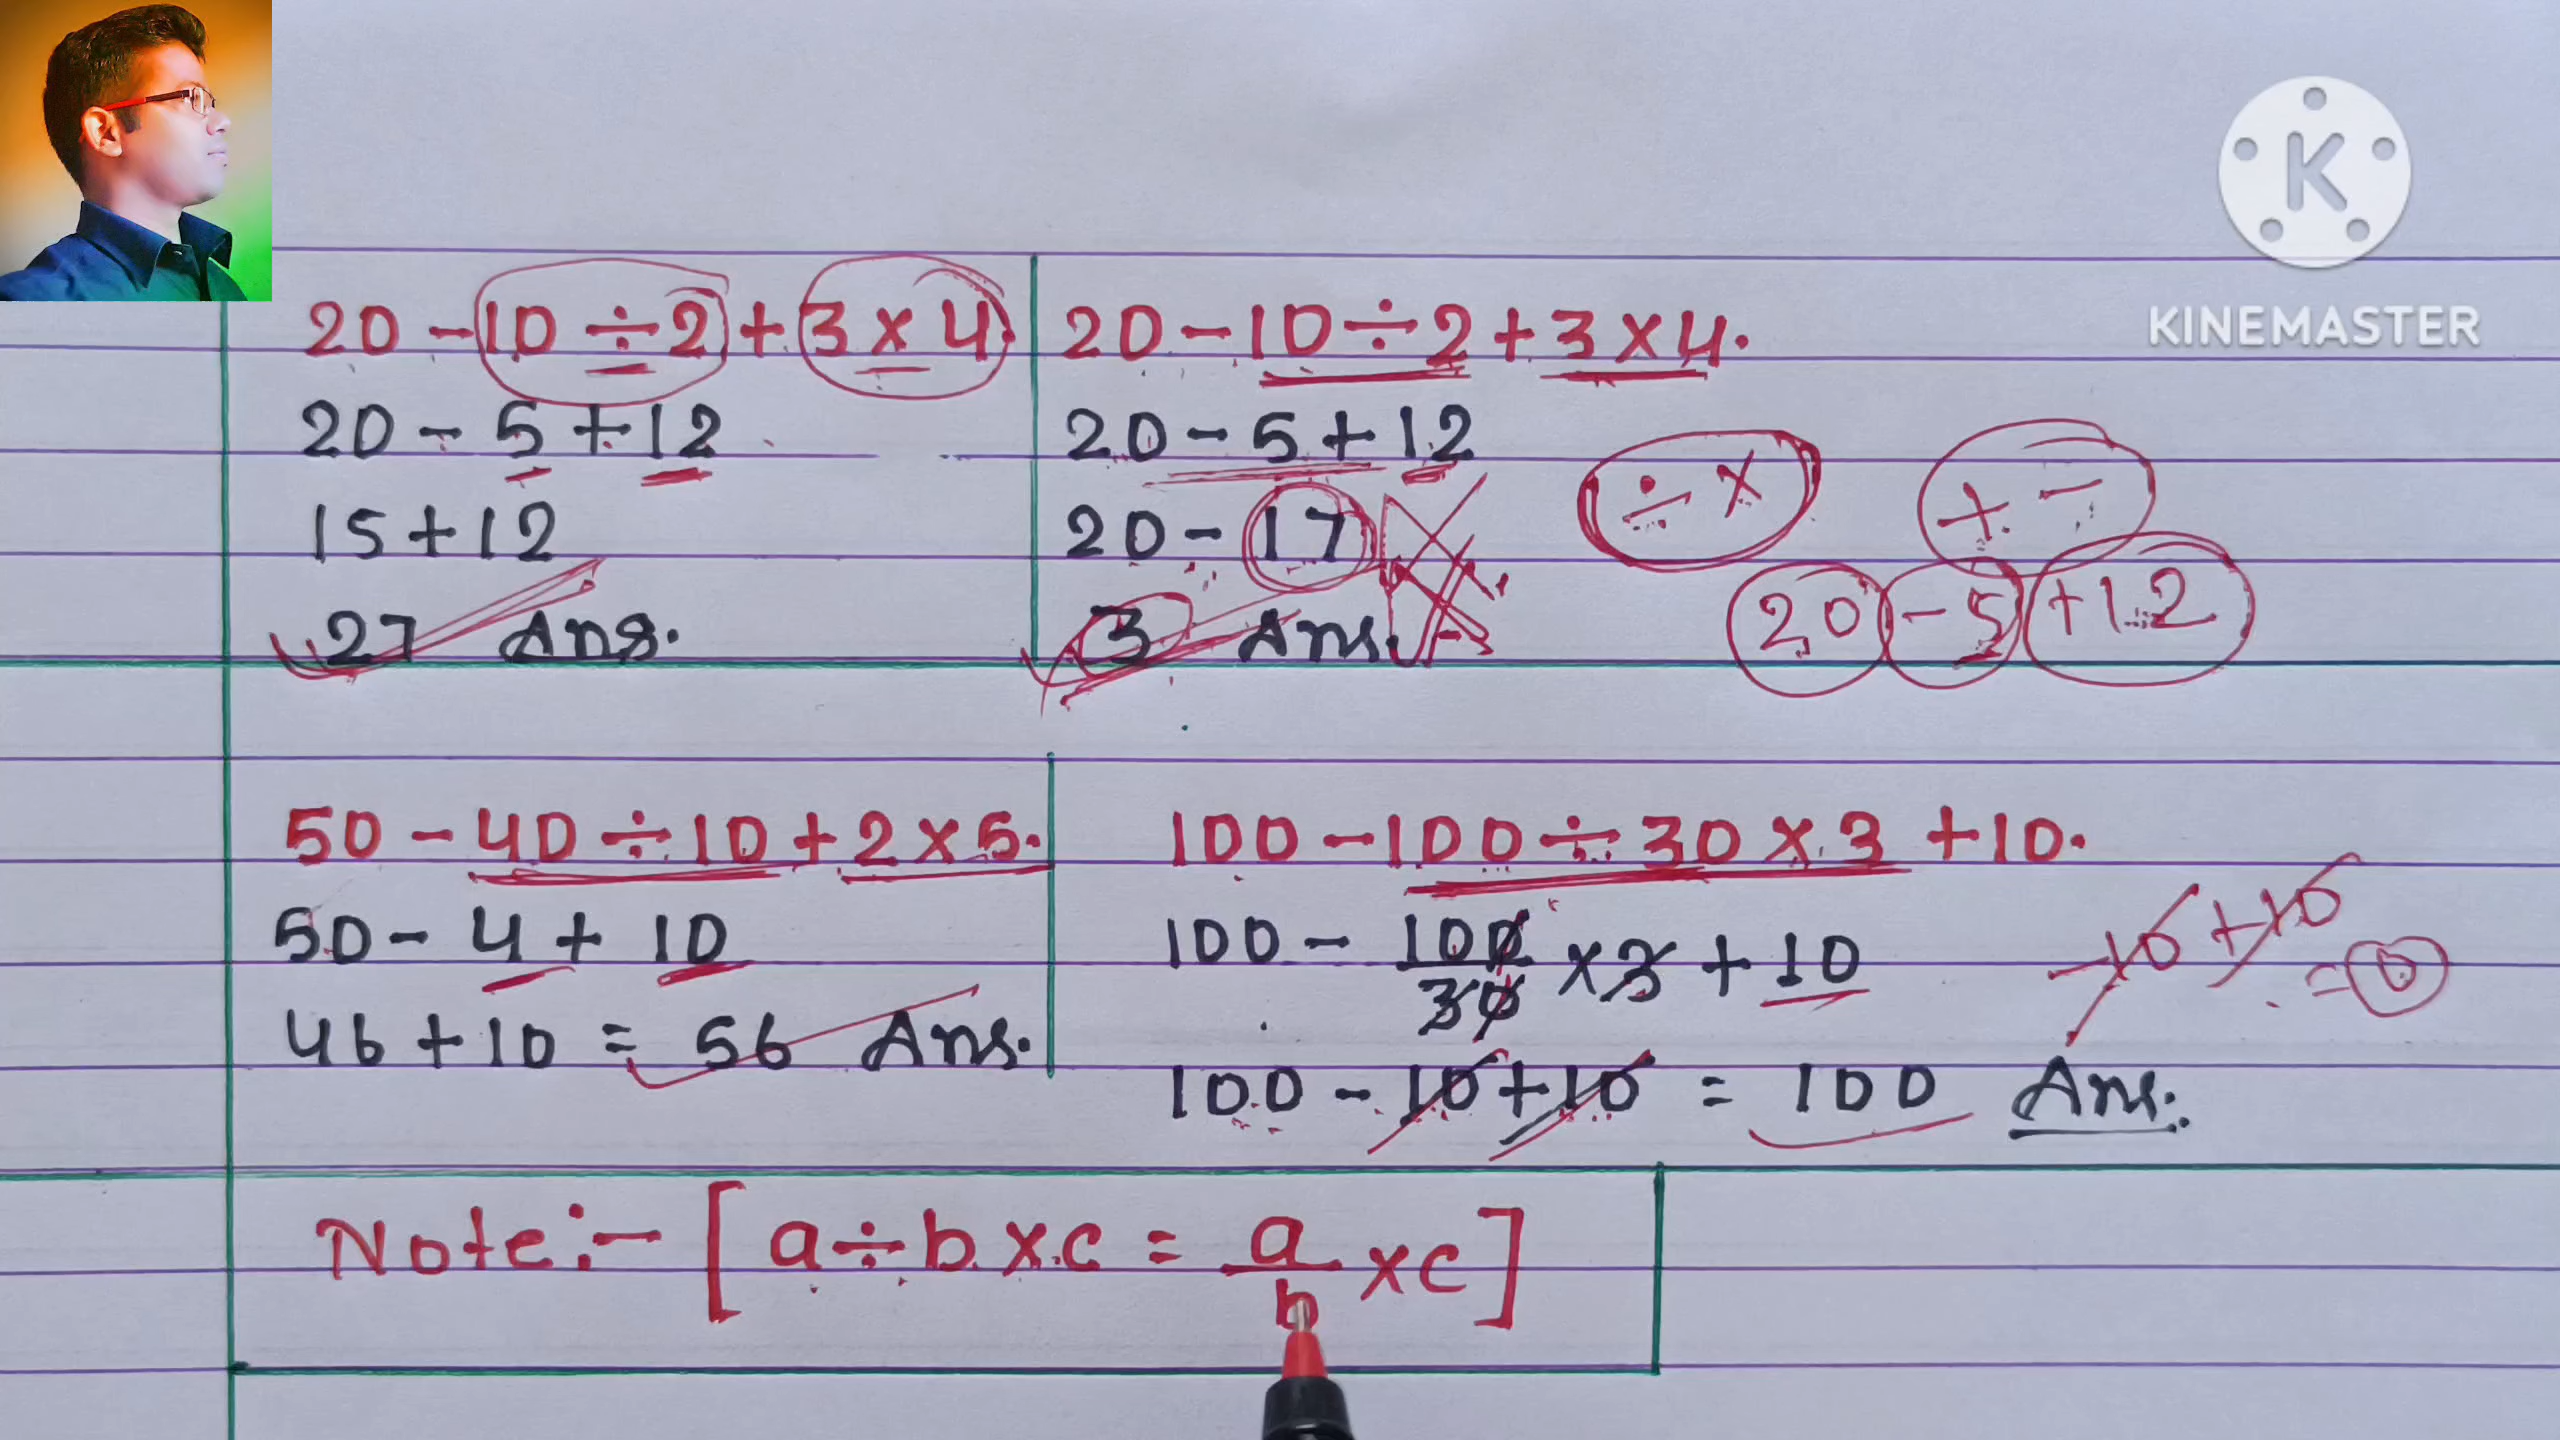 K
KINEMASTER
20 - 10 ÷ 2 + 3 × 4.
20 - 5 + 12
15 + 12
27 Ans.
20 - 10 ÷ 2 + 3 × 4.
20 - 5 + 12
20 - 17
3 Ans.
÷ × + -
20 - 5 + 12
50 - 40 ÷ 10 + 2 × 5.
50 - 4 + 10
46 + 10 = 56 Ans.
100 - 100 ÷ 30 × 3 + 10.
100 - 100/30 × 3 + 10
100 - 10 + 10 = 100 Ans.
- 10 + 10
= 0
Note:- [a ÷ b × c = a/b × c]